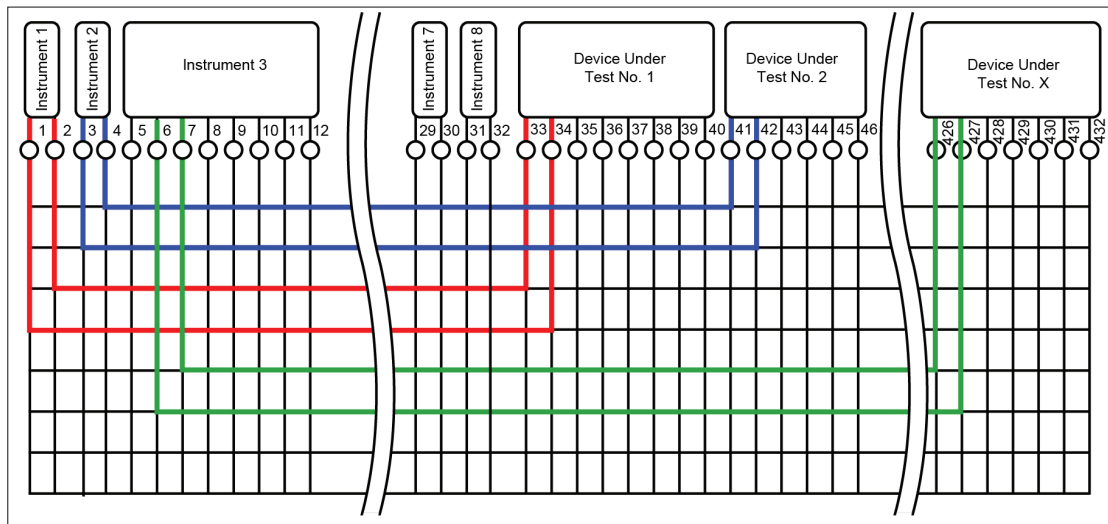 Instrument 1
Instrument 2
Instrument 3
Instrument 7
Instrument 8
Device Under
Test No. 1
Device Under
Test No. 2
Device Under
Test No. X
1 2 3 4 5 6 7 8 9 10 11 12 29 30 31 32 33 34 35 36 37 38 39 40 41 42 43 44 45 46 426 427 428 429 430 431 432